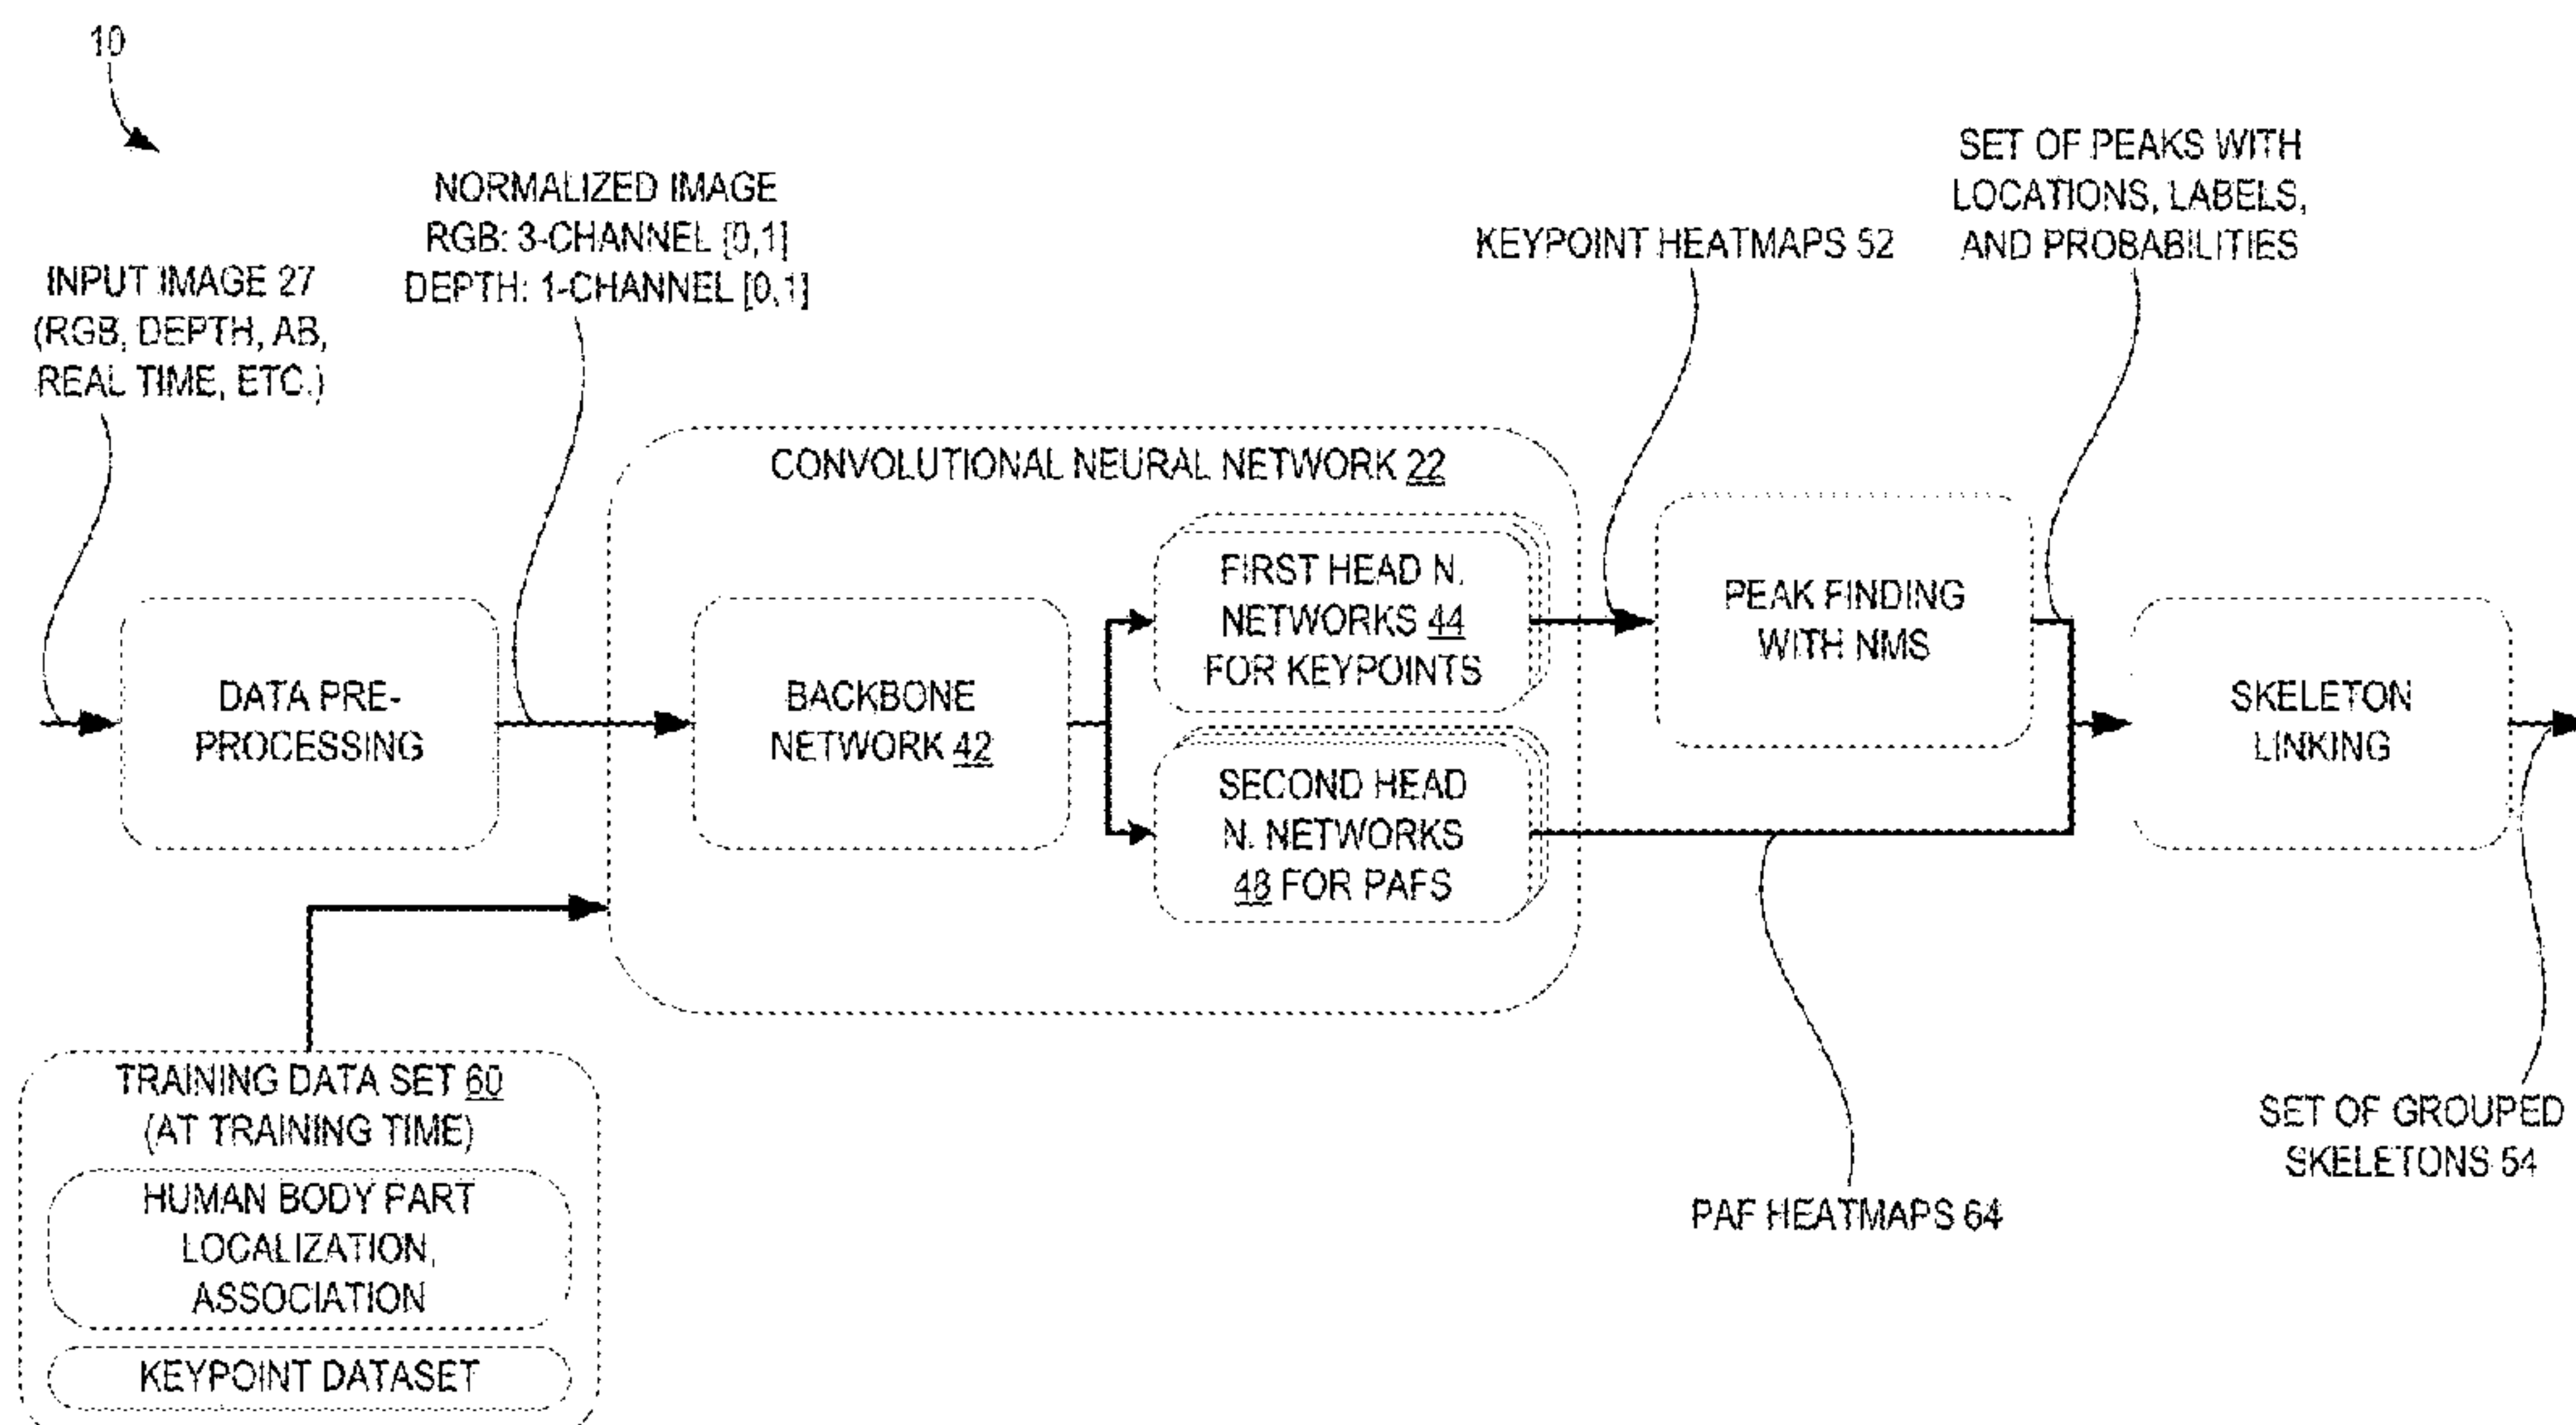 10
INPUT IMAGE 27
(RGB, DEPTH, AB,
REAL TIME, ETC.)
NORMALIZED IMAGE
RGB: 3-CHANNEL [0,1]
DEPTH: 1-CHANNEL [0,1]
KEYPOINT HEATMAPS 52
SET OF PEAKS WITH
LOCATIONS, LABELS,
AND PROBABILITIES
CONVOLUTIONAL NEURAL NETWORK 22
DATA PRE-
PROCESSING
BACKBONE
NETWORK 42
FIRST HEAD N.
NETWORKS 44
FOR KEYPOINTS
SECOND HEAD
N. NETWORKS
48 FOR PAFS
PEAK FINDING
WITH NMS
SKELETON
LINKING
TRAINING DATA SET 60
(AT TRAINING TIME)
HUMAN BODY PART
LOCALIZATION,
ASSOCIATION
KEYPOINT DATASET
PAF HEATMAPS 64
SET OF GROUPED
SKELETONS 54